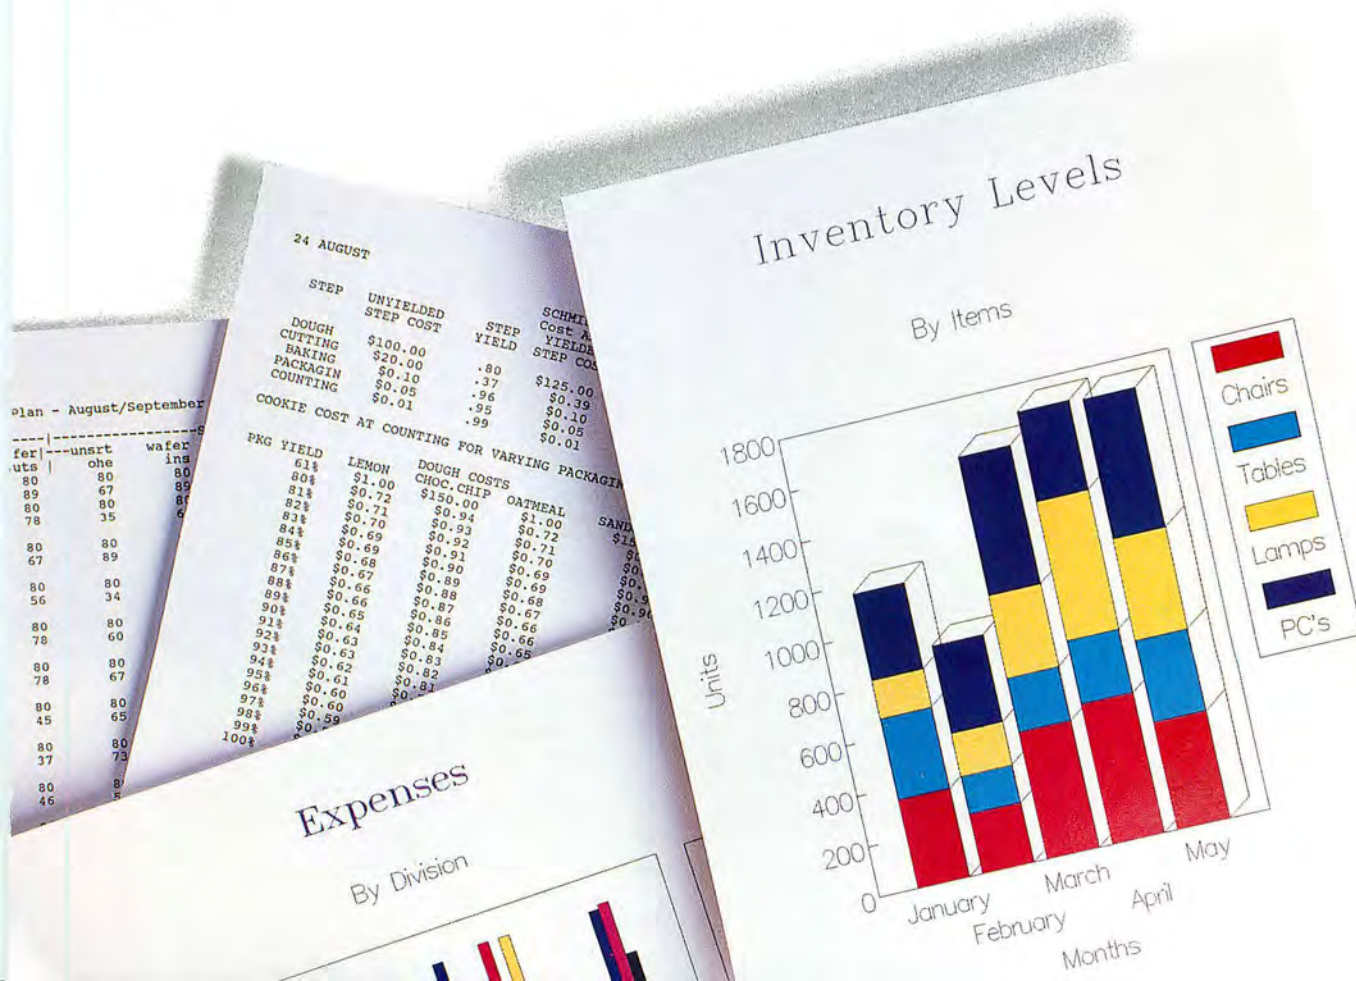 24 AUGUST
STEP UNYIELDED STEP COST STEP YIELD YIELDED STEP COS
DOUGH $100.00 .80 $125.00
CUTTING $20.00 .37 $0.39
BAKING $0.10 .96 $0.10
PACKAGIN $0.05 .95 $0.05
COUNTING $0.01 .99 $0.01
COOKIE COST AT COUNTING FOR VARYING PACKAGIN
DOUGH COSTS
PKG YIELD LEMON CHOC.CHIP OATMEAL SAND
61% $1.00 $150.00 $1.00
80% $0.72 $0.94 $0.72
81% $0.71 $0.93 $0.71
82% $0.70 $0.92 $0.70
83% $0.69 $0.91 $0.69
84% $0.69 $0.90 $0.69
85% $0.68 $0.89 $0.68
86% $0.67 $0.88 $0.67
87% $0.66 $0.87 $0.66
88% $0.66 $0.86 $0.66
89% $0.65 $0.85 $0.65
90% $0.64 $0.84
91% $0.63 $0.83
92% $0.63 $0.82
93% $0.62 $0.81
94% $0.61
95% $0.60
96% $0.59
97%
98%
99%
100%
Plan - August/September
fer|---unsrt wafer
uts | ohe ins
80 80 80
89 67 89
80 80 80
78 35
80 80
67 89
80 80
56 34
80 80
78 60
80 80
78 67
80 80
45 65
80 80
37 73
80
46
Expenses
By Division
Inventory Levels
By Items
Chairs
Tables
Lamps
PC's
1800
1600
1400
1200
1000
800
600
400
200
0
Units
January
February
March
April
May
Months